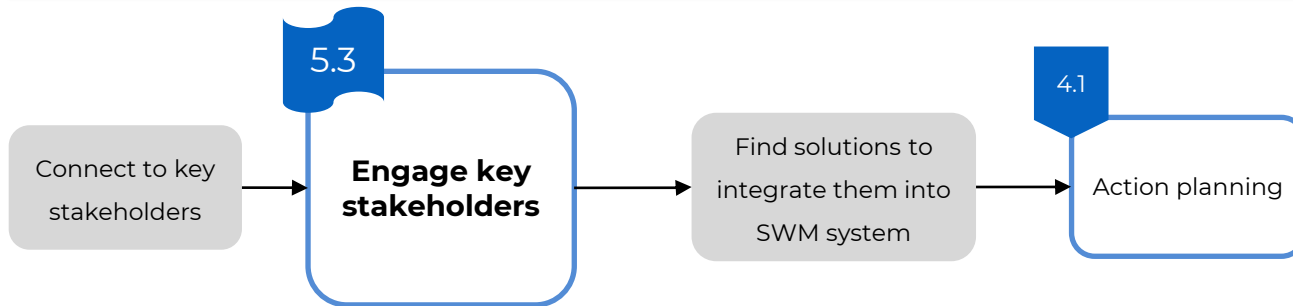 5.3
4.1
Connect to key
stakeholders
Engage key
stakeholders
Find solutions to
integrate them into
SWM system
Action planning